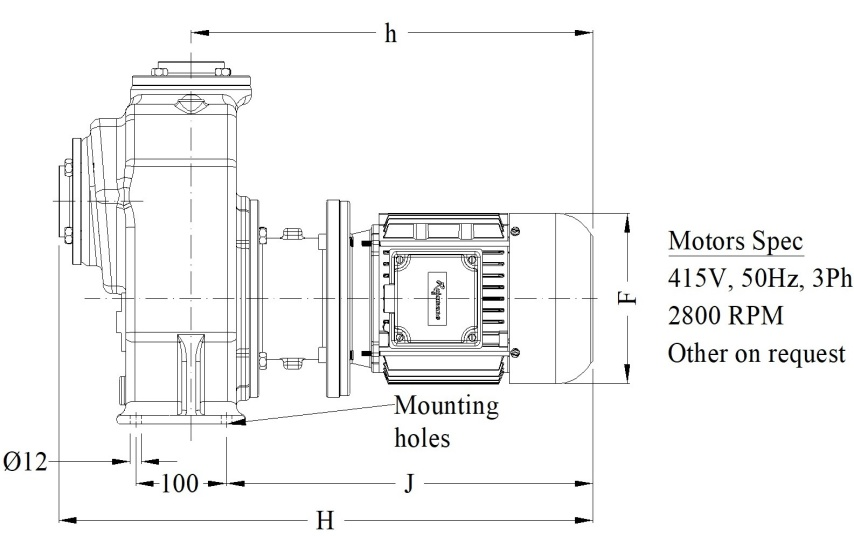 h
Motors Spec
415V, 50Hz, 3Ph
2800 RPM
Other on request
F
Mounting
holes
Ø12
100
J
H